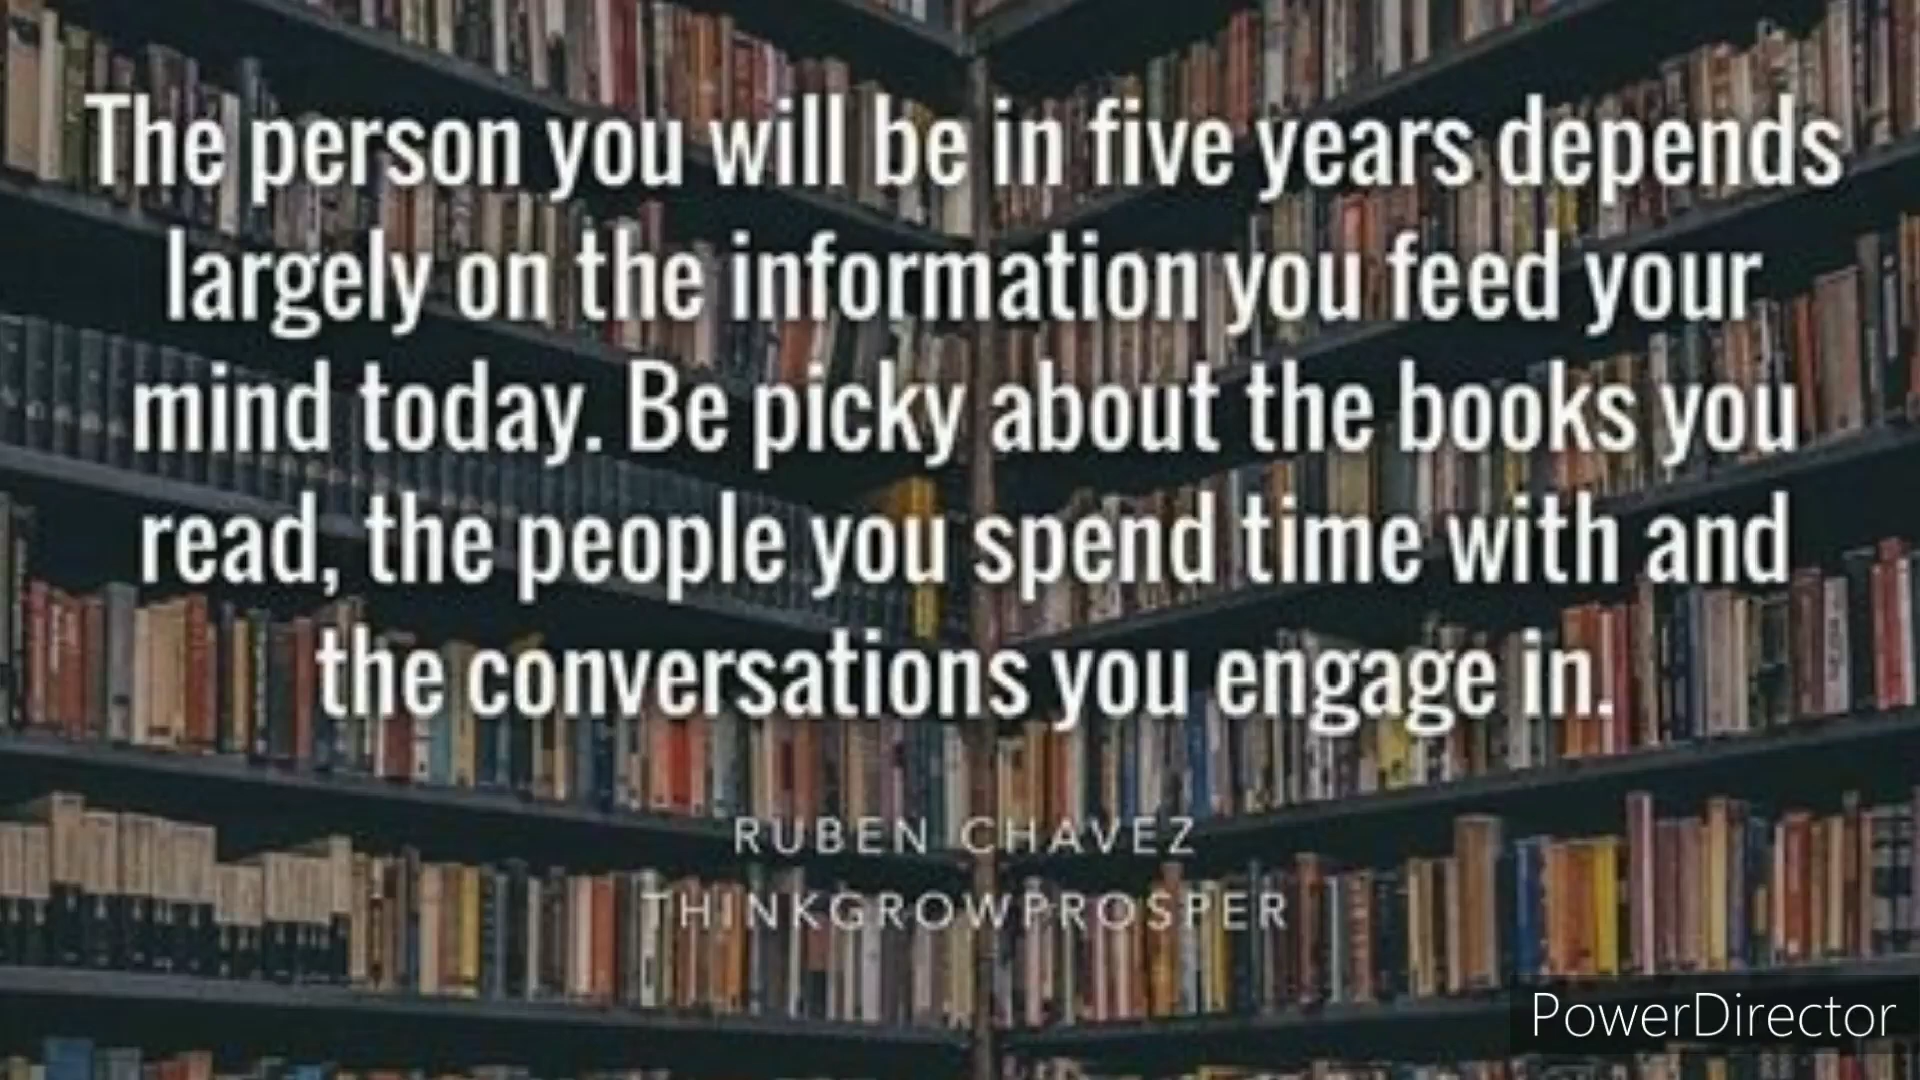 The person you will be in five years depends
largely on the information you feed your
mind today. Be picky about the books you
read, the people you spend time with and
the conversations you engage in.
RUBEN CHAVEZ
THINKGROWPROSPER
PowerDirector